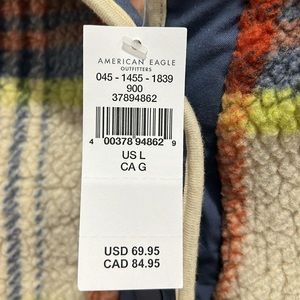 AMERICAN EAGLE
OUTFITTERS
045 - 1455 - 1839
900
37894862
4 00378 94862 9
US L
CA G
USD 69.95
CAD 84.95